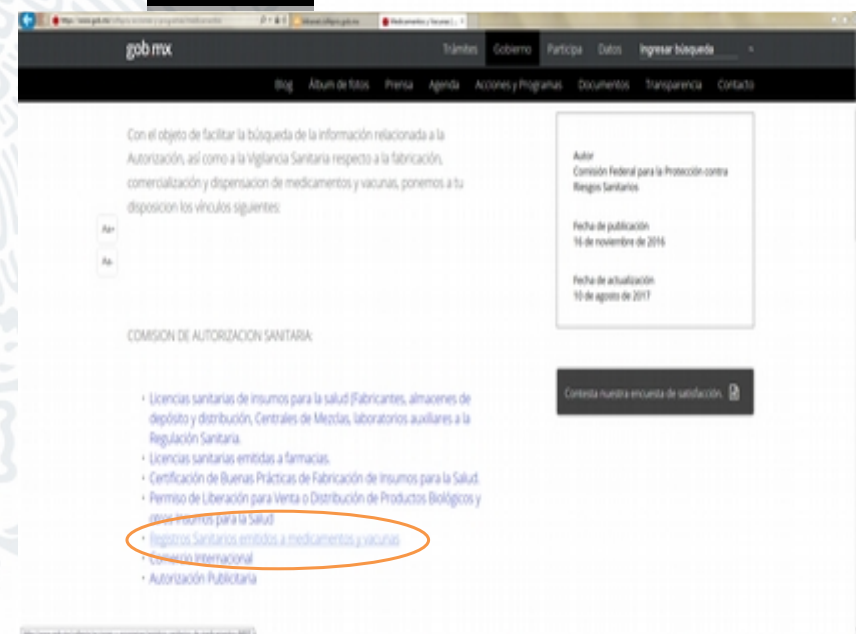 gob.mx
Trámites Gobierno Participa Datos Ingresar búsqueda
Blog Álbum de fotos Prensa Agenda Acciones y Programas Documentos Transparencia Contacto
Con el objeto de facilitar la búsqueda de la información relacionada a la
Autorización, así como a la Vigilancia Sanitaria respecto a la fabricación,
comercialización y dispensacion de medicamentos y vacunas, ponemos a tu
disposicion los vínculos siguientes:
Aa+
Aa-
COMISION DE AUTORIZACION SANITARIA:
• Licencias sanitarias de insumos para la salud (Fabricantes, almacenes de
depósito y distribución, Centrales de Mezclas, laboratorios auxiliares a la
Regulación Sanitaria.
• Licencias sanitarias emitidas a farmacias.
• Certificación de Buenas Prácticas de Fabricación de Insumos para la Salud.
• Permiso de Liberación para Venta o Distribución de Productos Biológicos y
otros Insumos para la Salud
• Registros Sanitarios emitidos a medicamentos y vacunas
• Comercio Internacional
• Autorización Publicitaria
Autor
Comisión Federal para la Protección contra
Riesgos Sanitarios
Fecha de publicación
16 de noviembre de 2016
Fecha de actualización
10 de agosto de 2017
Contesta nuestra encuesta de satisfacción.